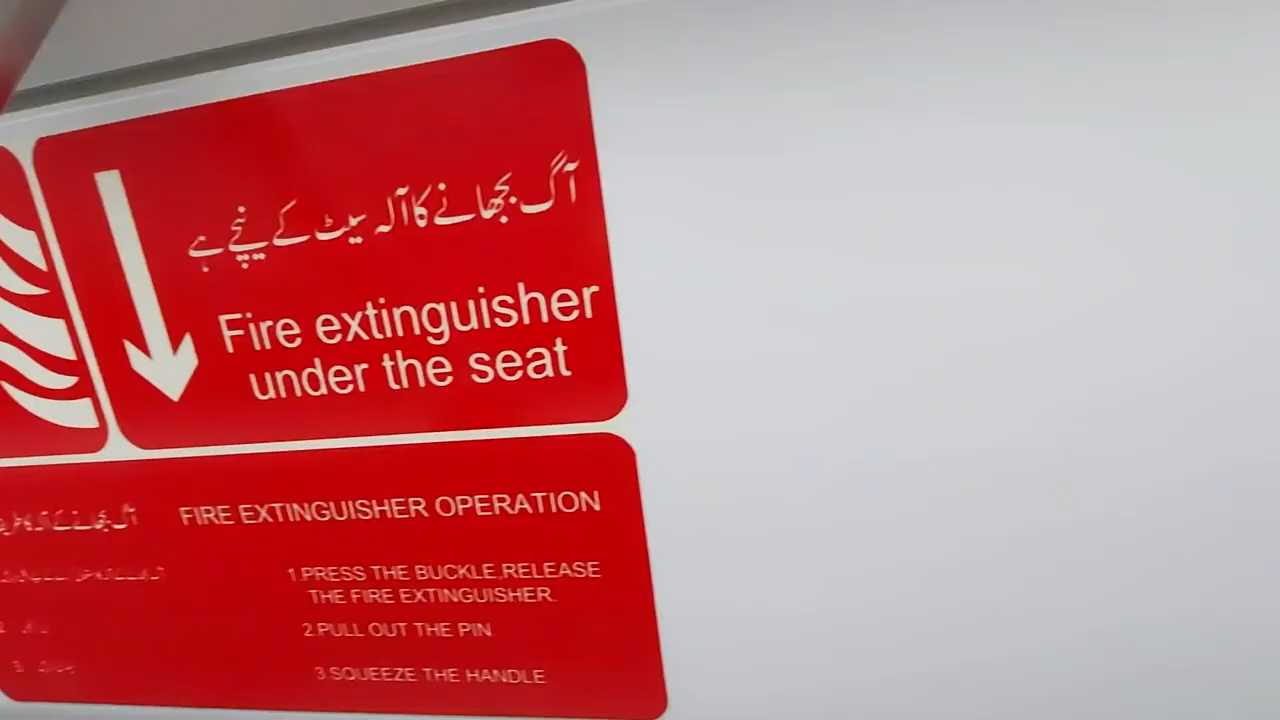 آگ بجھانے کا آلہ سیٹ کے نیچے ہے
Fire extinguisher
under the seat
FIRE EXTINGUISHER OPERATION
1.PRESS THE BUCKLE,RELEASE
THE FIRE EXTINGUISHER.
2.PULL OUT THE PIN
3 SQUEEZE THE HANDLE